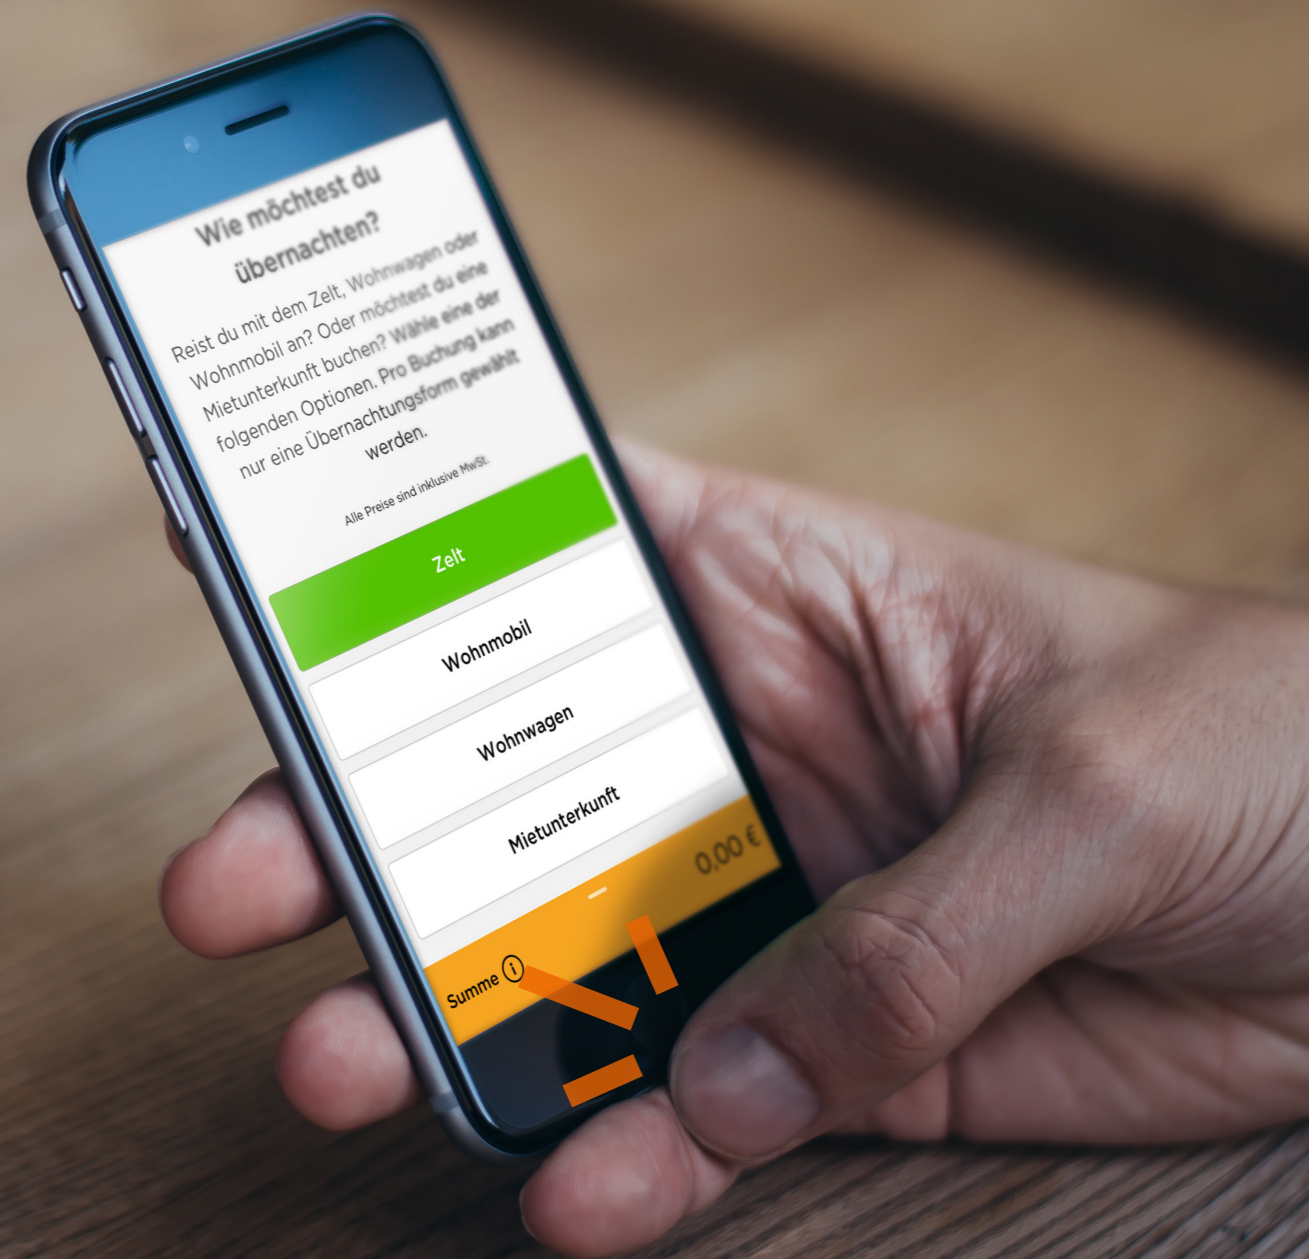 Wie möchtest du
übernachten?
Reist du mit dem Zelt, Wohnwagen oder
Wohnmobil an? Oder möchtest du eine
Mietunterkunft buchen? Wähle eine der
folgenden Optionen. Pro Buchung kann
nur eine Übernachtungsform gewählt
werden.
Alle Preise sind inklusive MwSt.
Zelt
Wohnmobil
Wohnwagen
Mietunterkunft
Summe i 0,00 €